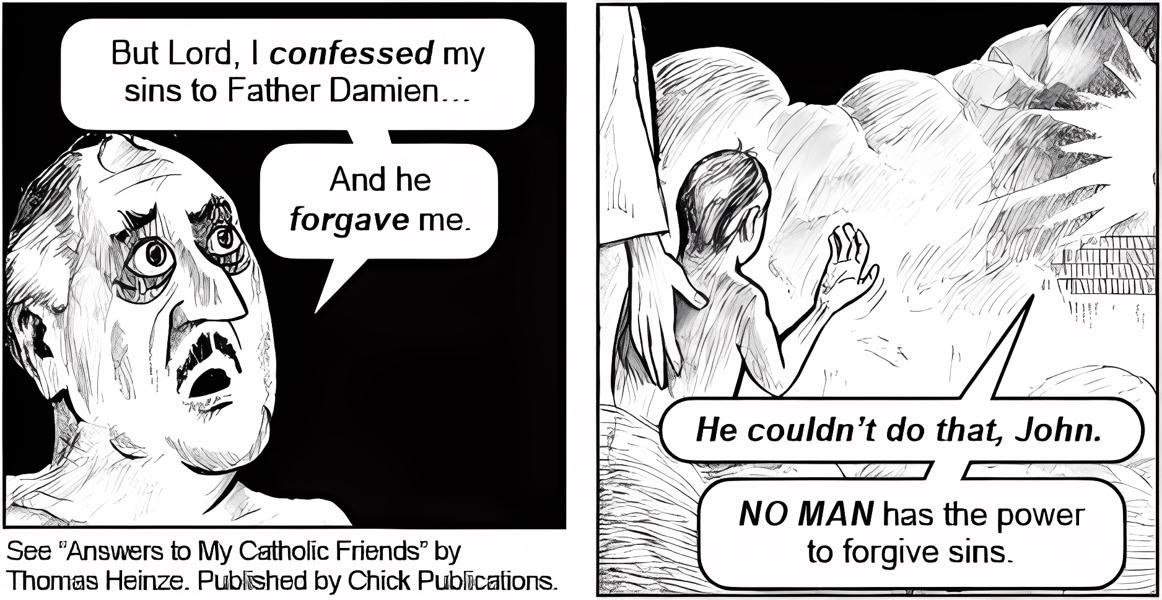 But Lord, I confessed my
sins to Father Damien...
And he
forgave me.
See "Answers to My Catholic Friends" by
Thomas Heinze. Published by Chick Publications.
He couldn't do that, John.
NO MAN has the power
to forgive sins.